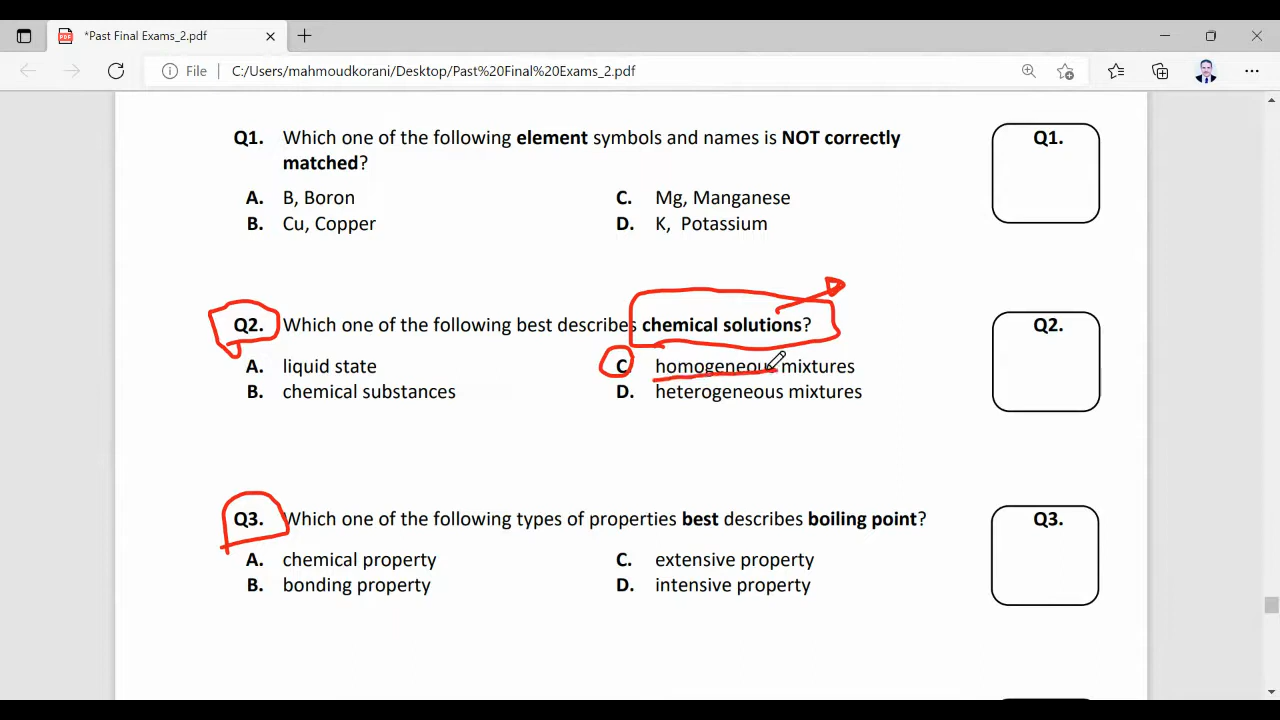 *Past Final Exams_2.pdf
File C:/Users/mahmoudkorani/Desktop/Past%20Final%20Exams_2.pdf
Q1. Which one of the following element symbols and names is NOT correctly
matched?
A. B, Boron C. Mg, Manganese
B. Cu, Copper D. K, Potassium
Q1.
Q2. Which one of the following best describes chemical solutions?
A. liquid state C. homogeneous mixtures
B. chemical substances D. heterogeneous mixtures
Q2.
Q3. Which one of the following types of properties best describes boiling point?
A. chemical property C. extensive property
B. bonding property D. intensive property
Q3.